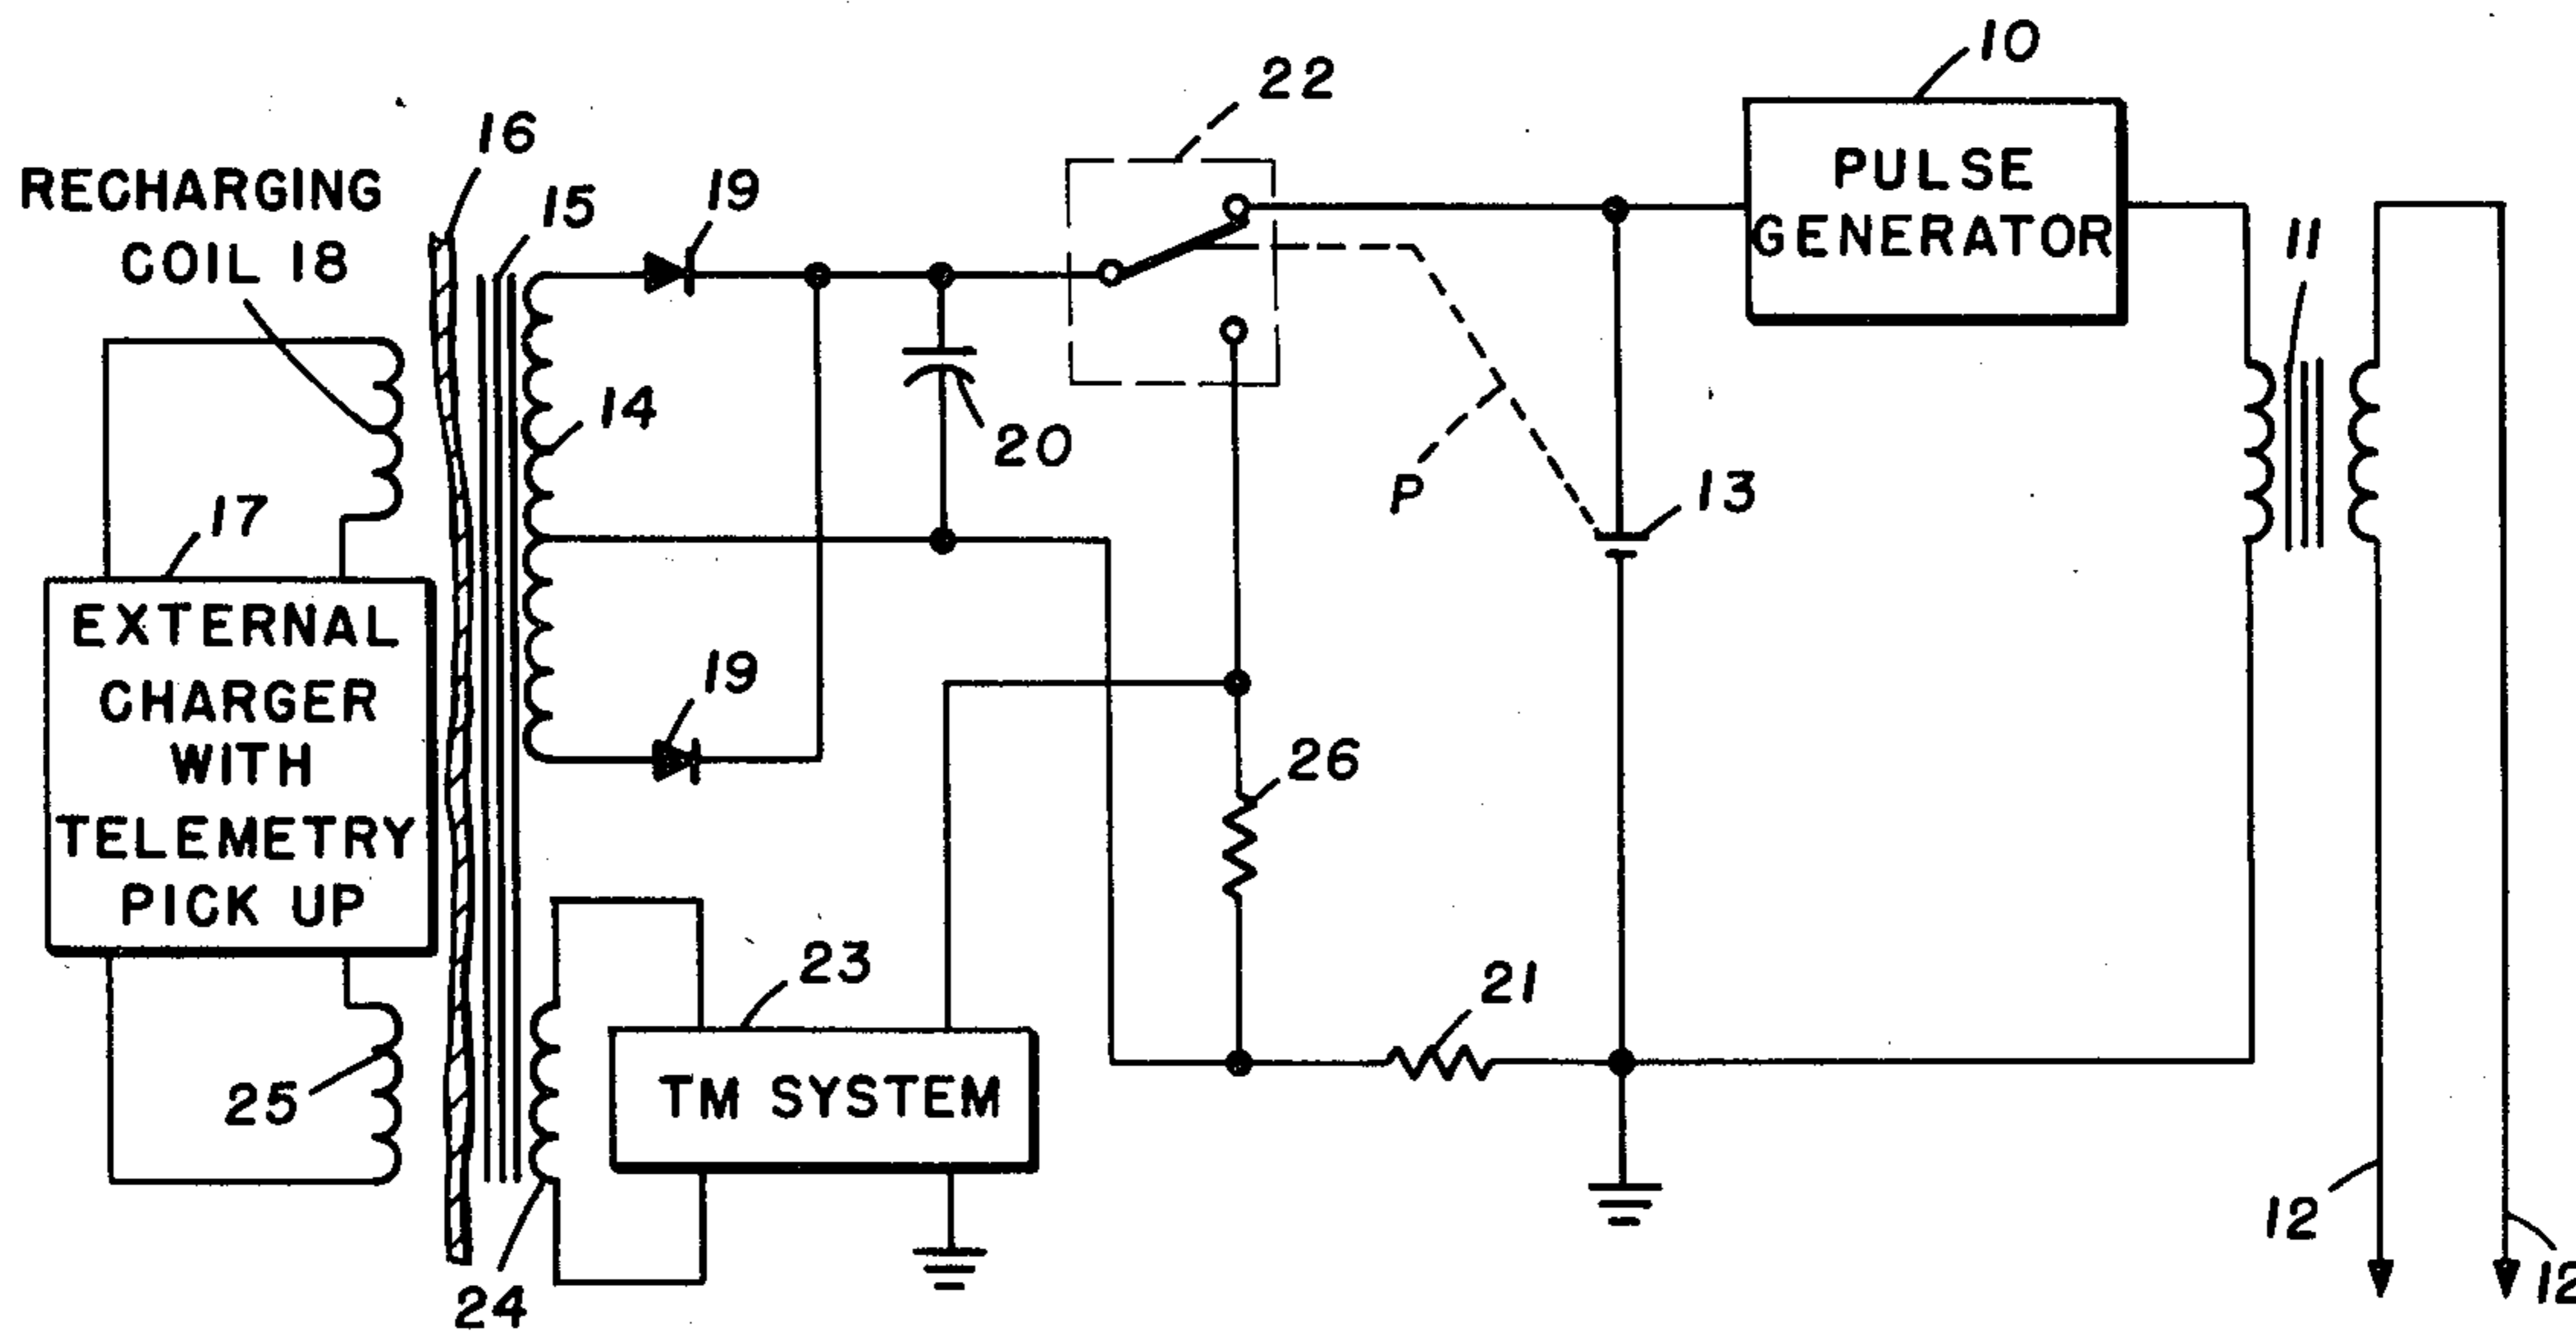 10
22
PULSE
GENERATOR
16
RECHARGING
COIL 18
15
19
11
14
20
P
13
17
EXTERNAL
CHARGER
WITH
TELEMETRY
PICK UP
19
26
23
21
TM SYSTEM
25
24
12
12